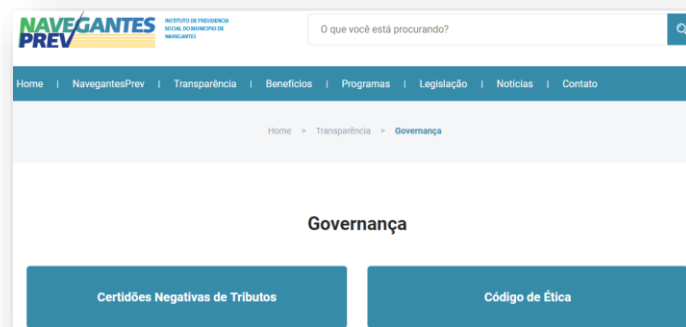 NAVEGANTES
PREV
INSTITUTO DE PREVIDÊNCIA
SOCIAL DO MUNICÍPIO DE
NAVEGANTES
O que você está procurando?
Home | NavegantesPrev | Transparência | Benefícios | Programas | Legislação | Notícias | Contato
Home > Transparência > Governança
Governança
Certidões Negativas de Tributos
Código de Ética